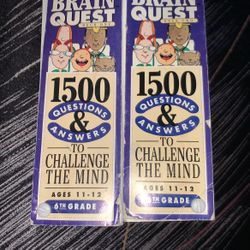 BRAIN
QUEST
1500
QUESTIONS
&
ANSWERS
TO
CHALLENGE
THE MIND
AGES 11-12
6TH GRADE
BRAIN
QUEST
1500
QUESTIONS
&
ANSWERS
TO
CHALLENGE
THE MIND
AGES 11-12
6TH GRADE